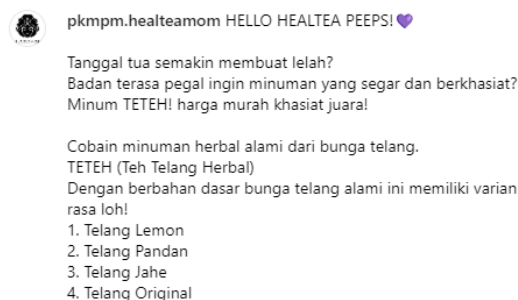 pkmpm.healteamom HELLO HEALTEA PEEPS!💜
Tanggal tua semakin membuat lelah?
Badan terasa pegal ingin minuman yang segar dan berkhasiat?
Minum TETEH! harga murah khasiat juara!
Cobain minuman herbal alami dari bunga telang.
TETEH (Teh Telang Herbal)
Dengan berbahan dasar bunga telang alami ini memiliki varian
rasa loh!
1. Telang Lemon
2. Telang Pandan
3. Telang Jahe
4. Telang Original